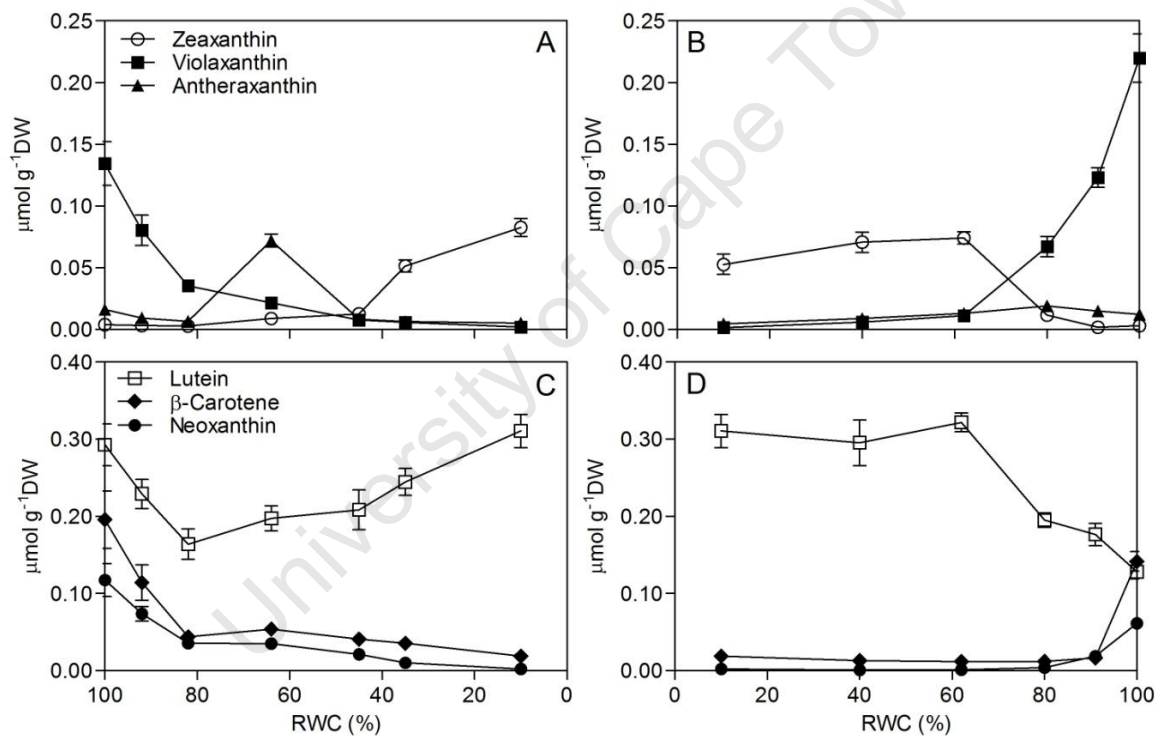 0.25
0.20
0.15
0.10
0.05
0.00
μmol g⁻¹DW
Zeaxanthin
Violaxanthin
Antheraxanthin
A
0.25
0.20
0.15
0.10
0.05
0.00
μmol g⁻¹DW
B
0.40
0.30
0.20
0.10
0.00
μmol g⁻¹DW
Lutein
β-Carotene
Neoxanthin
C
100 80 60 40 20 0
RWC (%)
0.40
0.30
0.20
0.10
0.00
μmol g⁻¹DW
D
0 20 40 60 80 100
RWC (%)
University of Cape Tow